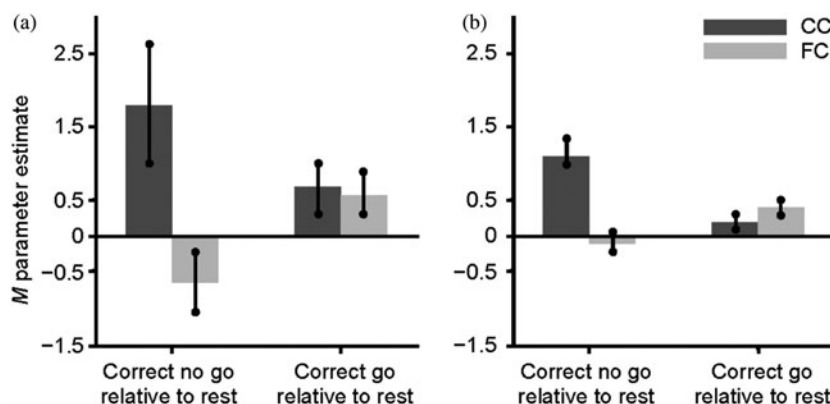 (a)
M parameter estimate
2.5
1.5
0.5
0
−0.5
−1.5
Correct no go
relative to rest
Correct go
relative to rest
(b)
CC
FC
2.5
1.5
0.5
0
−0.5
−1.5
Correct no go
relative to rest
Correct go
relative to rest